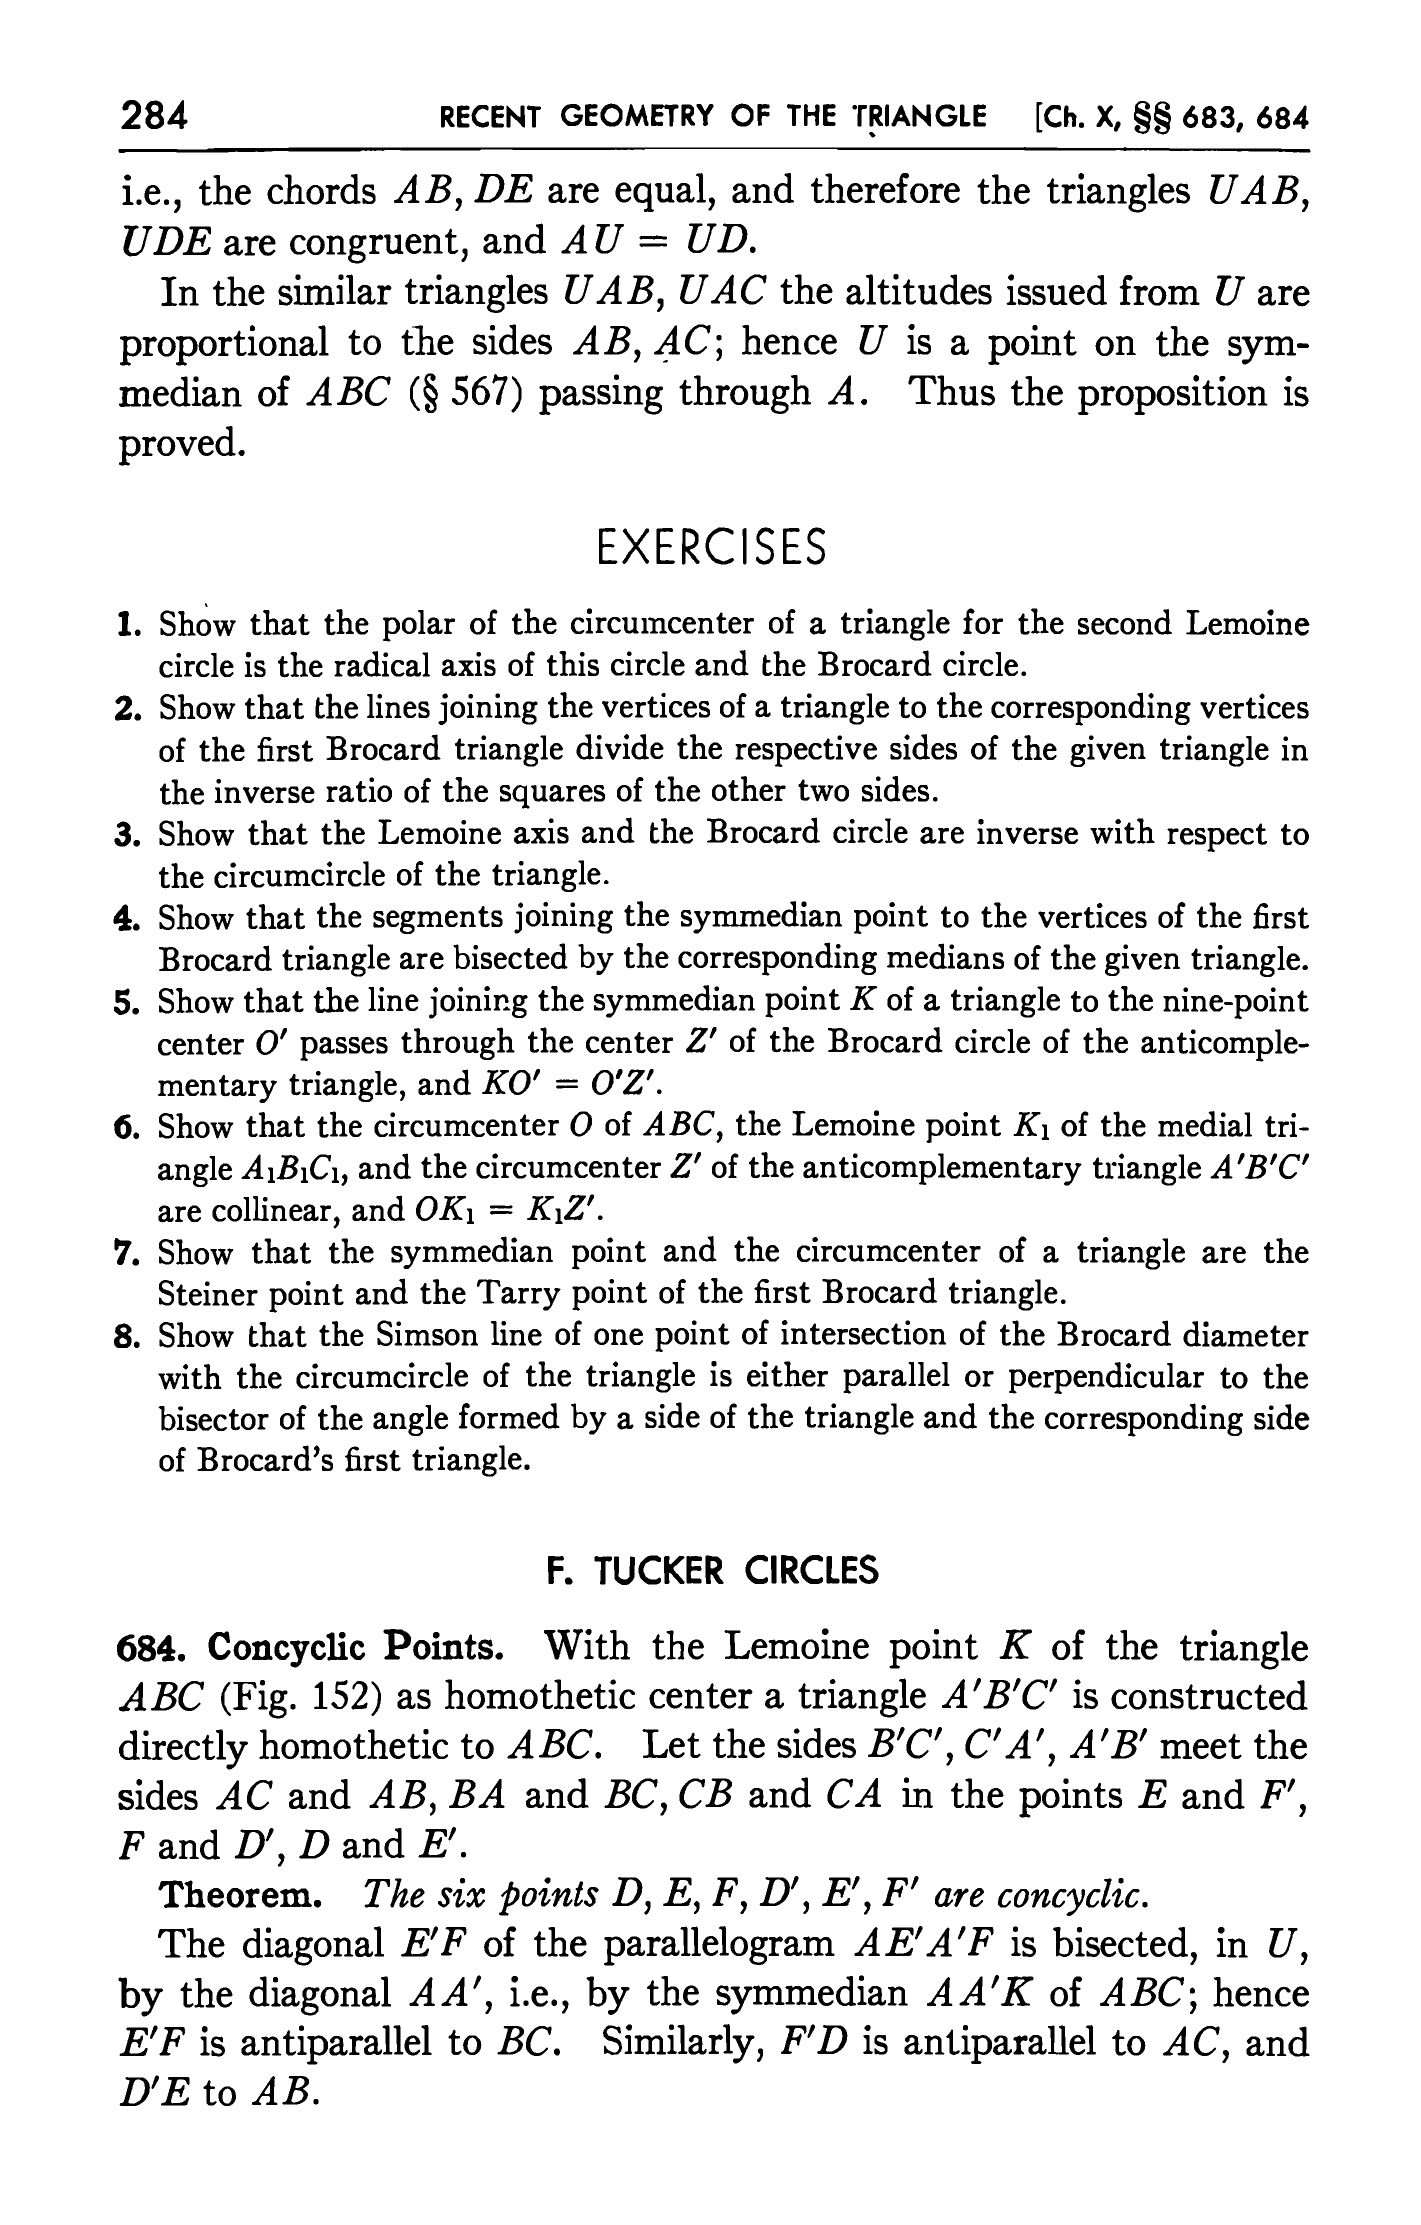 284 RECENT GEOMETRY OF THE TRIANGLE [Ch. X, §§ 683, 684
i.e., the chords AB, DE are equal, and therefore the triangles UAB,
UDE are congruent, and AU = UD.
In the similar triangles UAB, UAC the altitudes issued from U are
proportional to the sides AB, AC; hence U is a point on the sym-
median of ABC (§ 567) passing through A. Thus the proposition is
proved.
EXERCISES
1. Show that the polar of the circumcenter of a triangle for the second Lemoine
circle is the radical axis of this circle and the Brocard circle.
2. Show that the lines joining the vertices of a triangle to the corresponding vertices
of the first Brocard triangle divide the respective sides of the given triangle in
the inverse ratio of the squares of the other two sides.
3. Show that the Lemoine axis and the Brocard circle are inverse with respect to
the circumcircle of the triangle.
4. Show that the segments joining the symmedian point to the vertices of the first
Brocard triangle are bisected by the corresponding medians of the given triangle.
5. Show that the line joining the symmedian point K of a triangle to the nine-point
center O' passes through the center Z' of the Brocard circle of the anticomple-
mentary triangle, and KO' = O'Z'.
6. Show that the circumcenter O of ABC, the Lemoine point K₁ of the medial tri-
angle A₁B₁C₁, and the circumcenter Z' of the anticomplementary triangle A'B'C'
are collinear, and OK₁ = K₁Z'.
7. Show that the symmedian point and the circumcenter of a triangle are the
Steiner point and the Tarry point of the first Brocard triangle.
8. Show that the Simson line of one point of intersection of the Brocard diameter
with the circumcircle of the triangle is either parallel or perpendicular to the
bisector of the angle formed by a side of the triangle and the corresponding side
of Brocard's first triangle.
F. TUCKER CIRCLES
684. Concyclic Points. With the Lemoine point K of the triangle
ABC (Fig. 152) as homothetic center a triangle A'B'C' is constructed
directly homothetic to ABC. Let the sides B'C', C'A', A'B' meet the
sides AC and AB, BA and BC, CB and CA in the points E and F',
F and D', D and E'.
Theorem. The six points D, E, F, D', E', F' are concyclic.
The diagonal E'F of the parallelogram AE'A'F is bisected, in U,
by the diagonal AA', i.e., by the symmedian AA'K of ABC; hence
E'F is antiparallel to BC. Similarly, F'D is antiparallel to AC, and
D'E to AB.